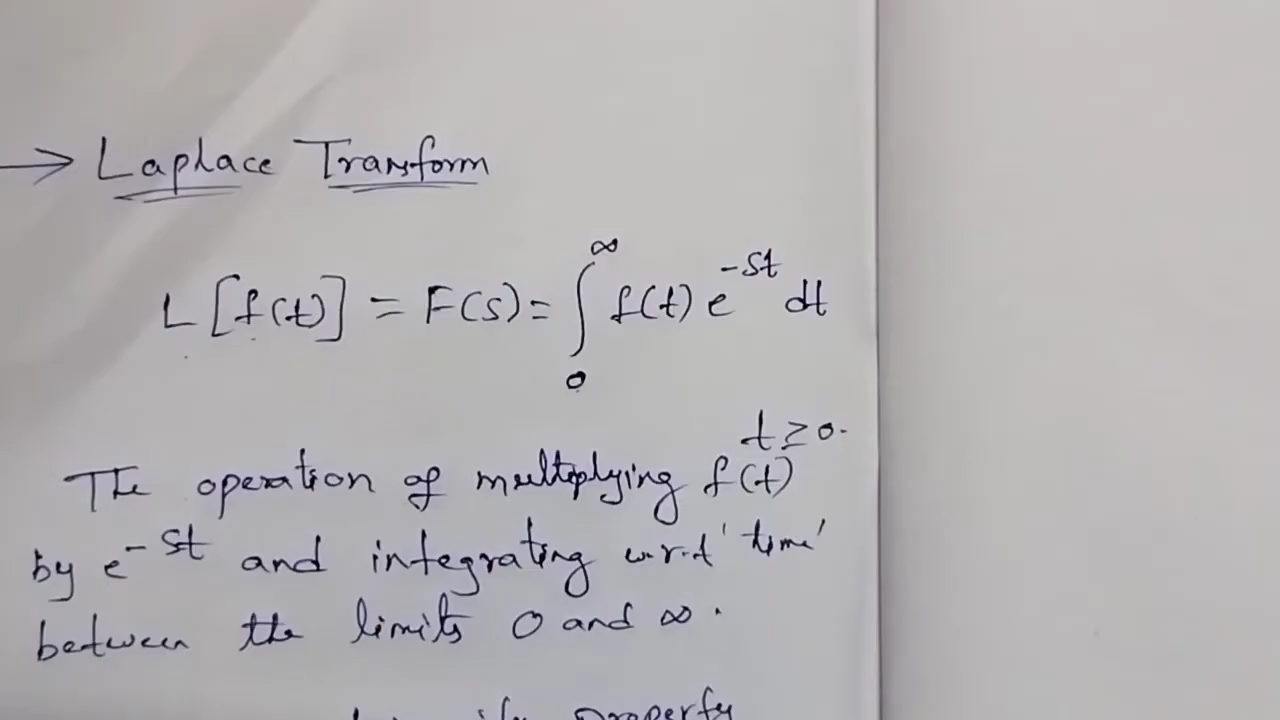 → Laplace Transform
L[f(t)] = F(s) = ∫₀^∞ f(t) e^{-st} dt
t ≥ 0.
The operation of multiplying f(t)
by e^{-st} and integrating w.r.t 'time'
between the limits 0 and ∞.
property